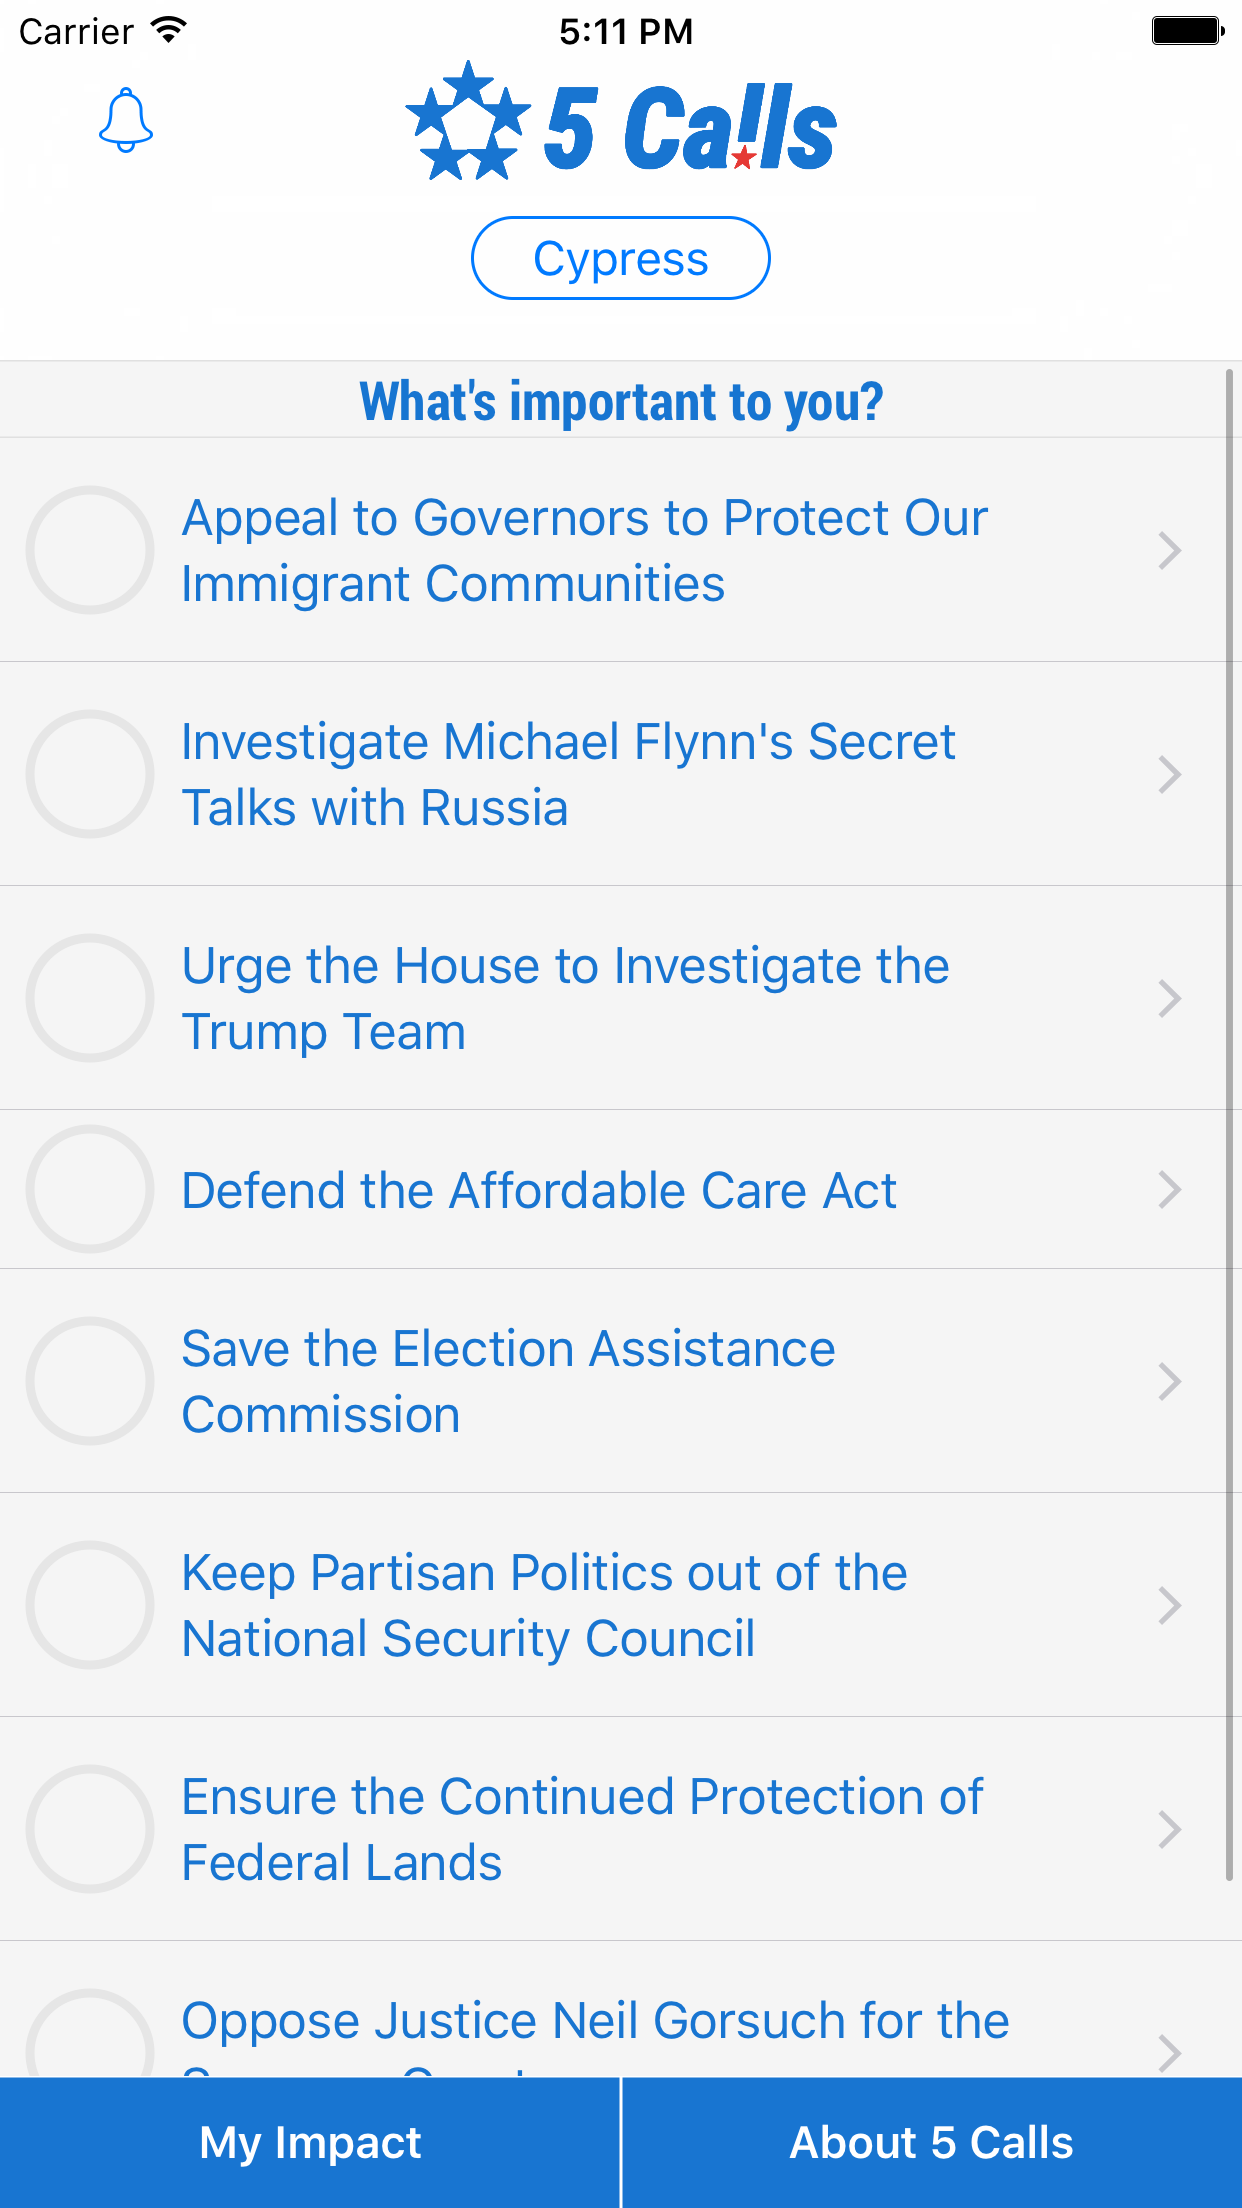 Carrier
5:11 PM
5 Calls
Cypress
What's important to you?
Appeal to Governors to Protect Our
Immigrant Communities
Investigate Michael Flynn's Secret
Talks with Russia
Urge the House to Investigate the
Trump Team
Defend the Affordable Care Act
Save the Election Assistance
Commission
Keep Partisan Politics out of the
National Security Council
Ensure the Continued Protection of
Federal Lands
Oppose Justice Neil Gorsuch for the
My Impact
About 5 Calls